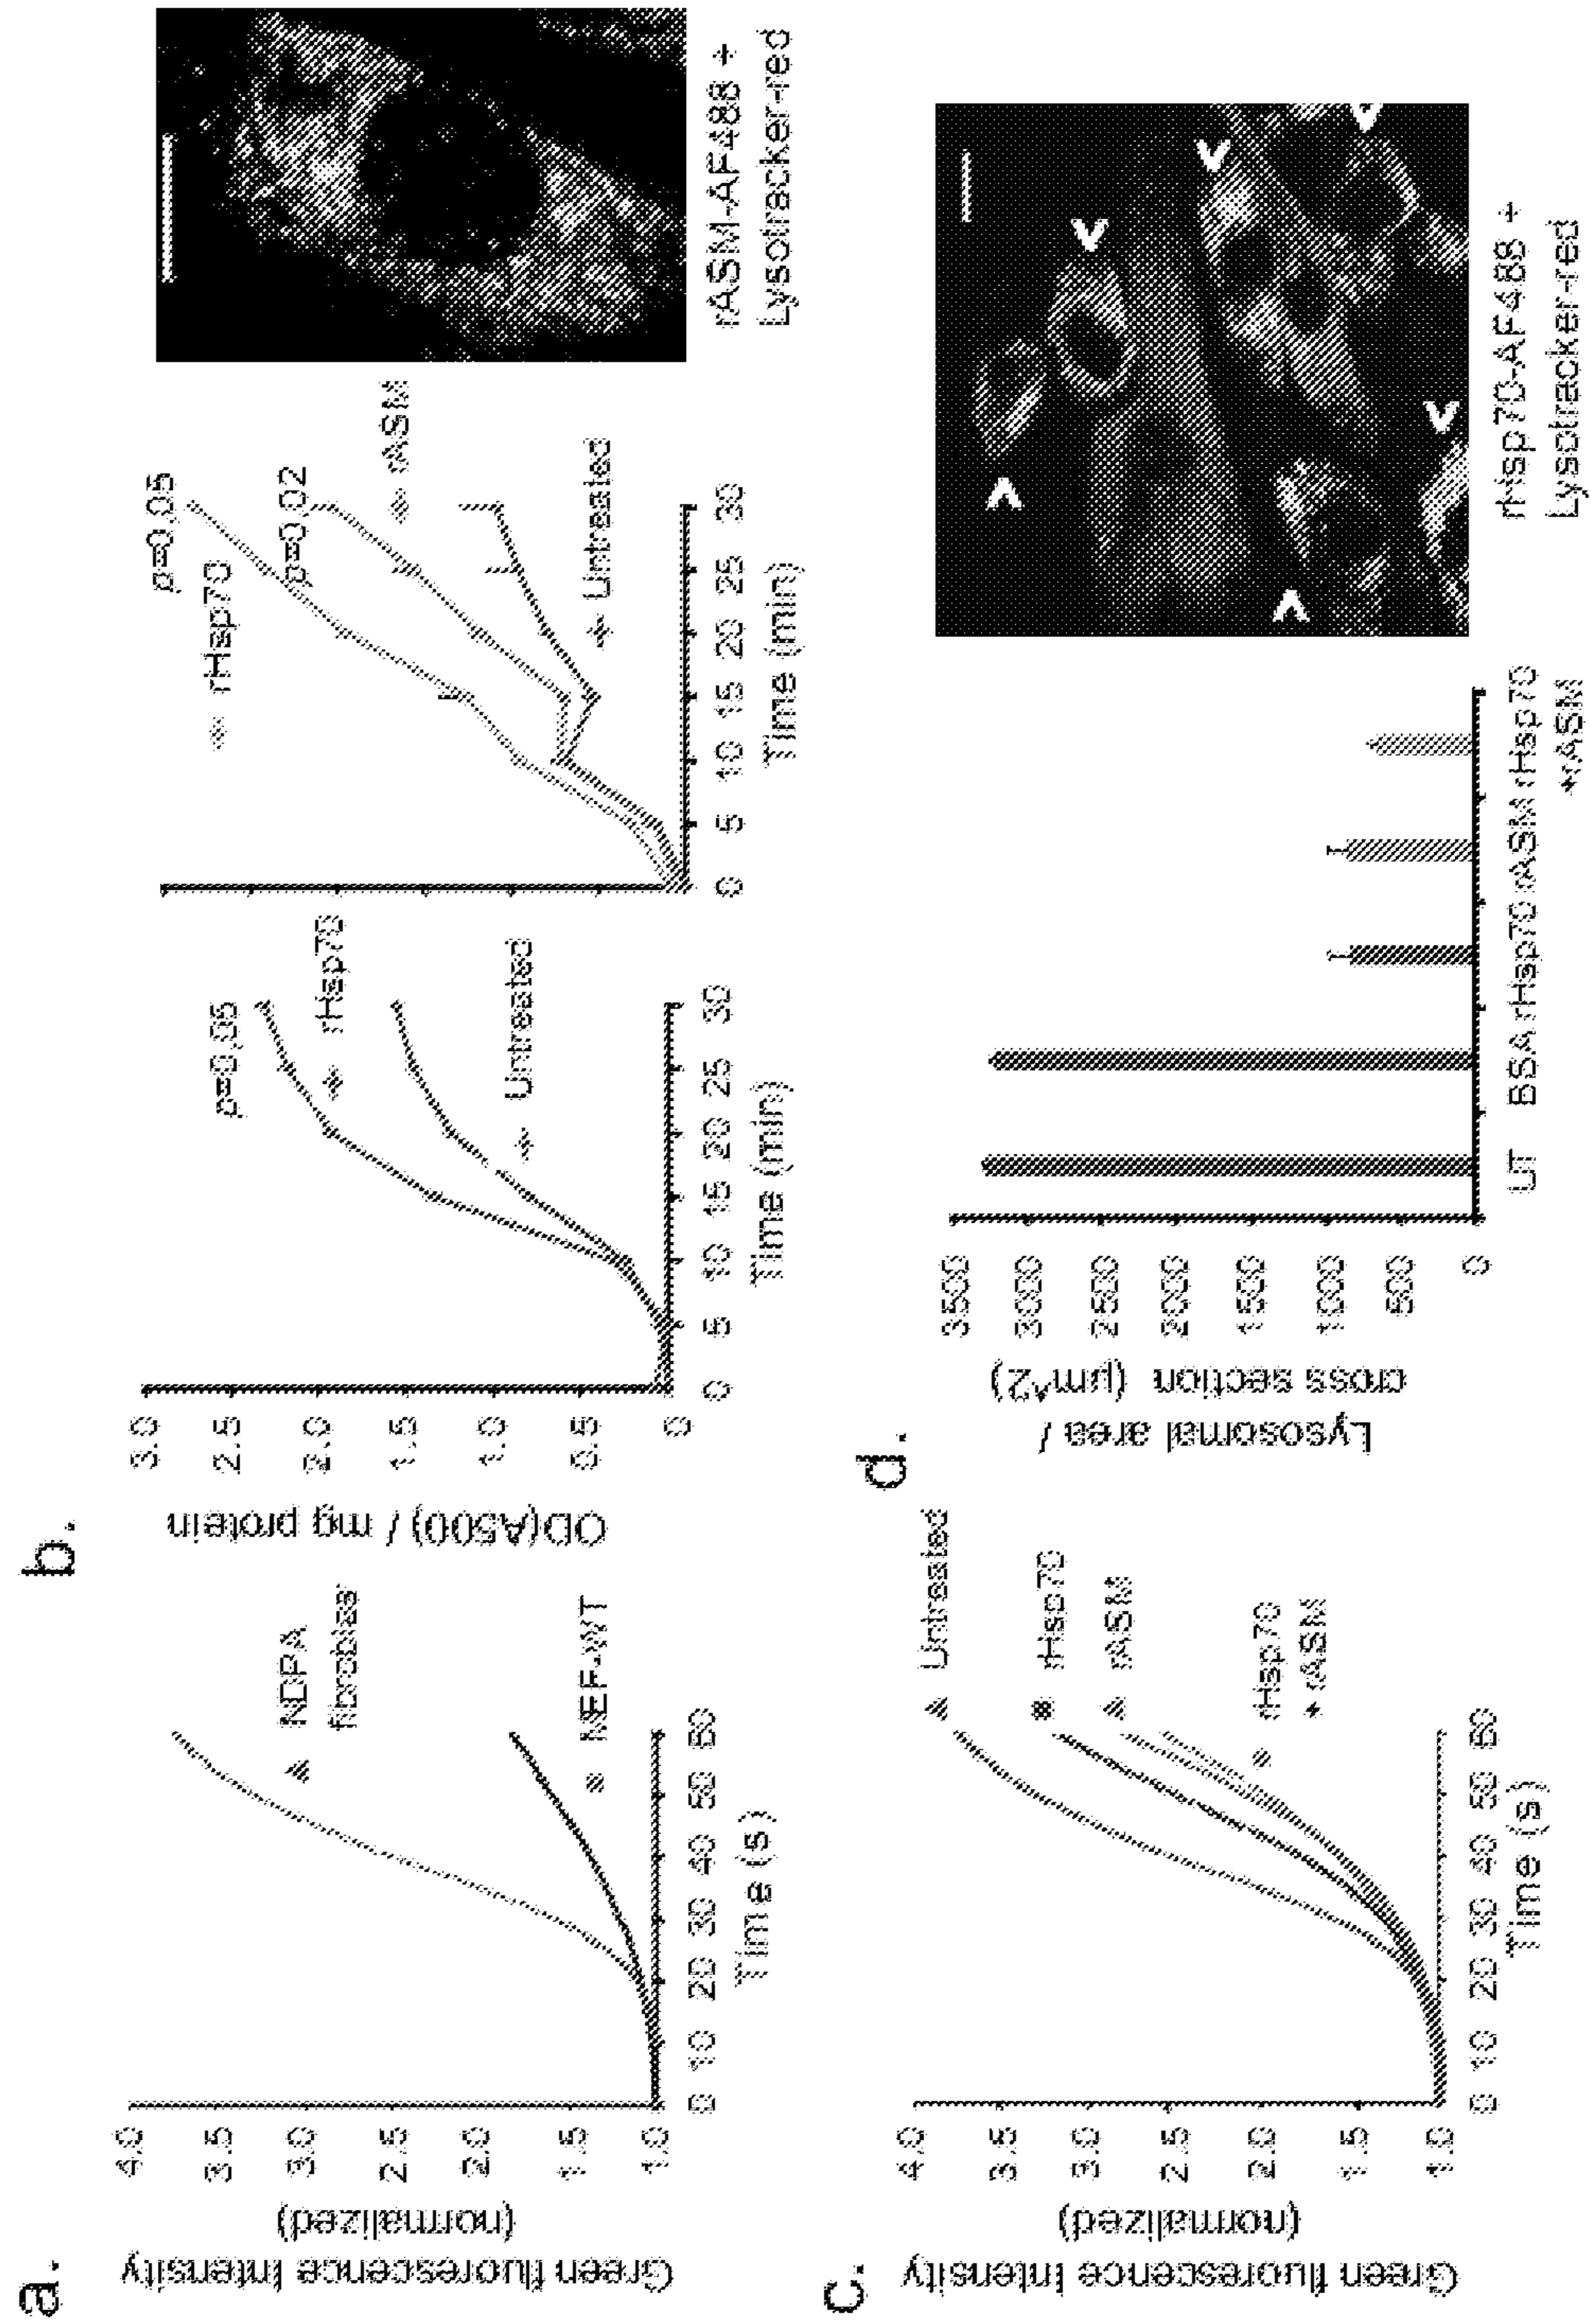 a.
Green fluorescence Intensity
(normalized)
4.0
3.5
3.0
2.5
2.0
1.5
1.0
NDPA
fibroblast
NEF-WT
0 10 20 30 40 50 60
Time (s)
b.
OD(A500) / mg protein
3.0
2.5
2.0
1.5
1.0
0.5
0
p=0.05
rHsp70
Untreated
0 5 10 15 20 25 30
Time (min)
p=0.05
rHsp70
p=0.02
rASM
Untreated
0 5 10 15 20 25 30
Time (min)
rASM-AF488 +
Lysotracker-red
c.
Green fluorescence Intensity
(normalized)
4.0
3.5
3.0
2.5
2.0
1.5
1.0
Untreated
rHsp70
rASM
rHsp70
+rASM
0 10 20 30 40 50 60
Time (s)
d.
Lysosomal area /
cross section (µm^2)
3500
3000
2500
2000
1500
1000
500
0
UT BSA rHsp70 rASM rHsp70
+rASM
rHsp70-AF488 +
Lysotracker-red